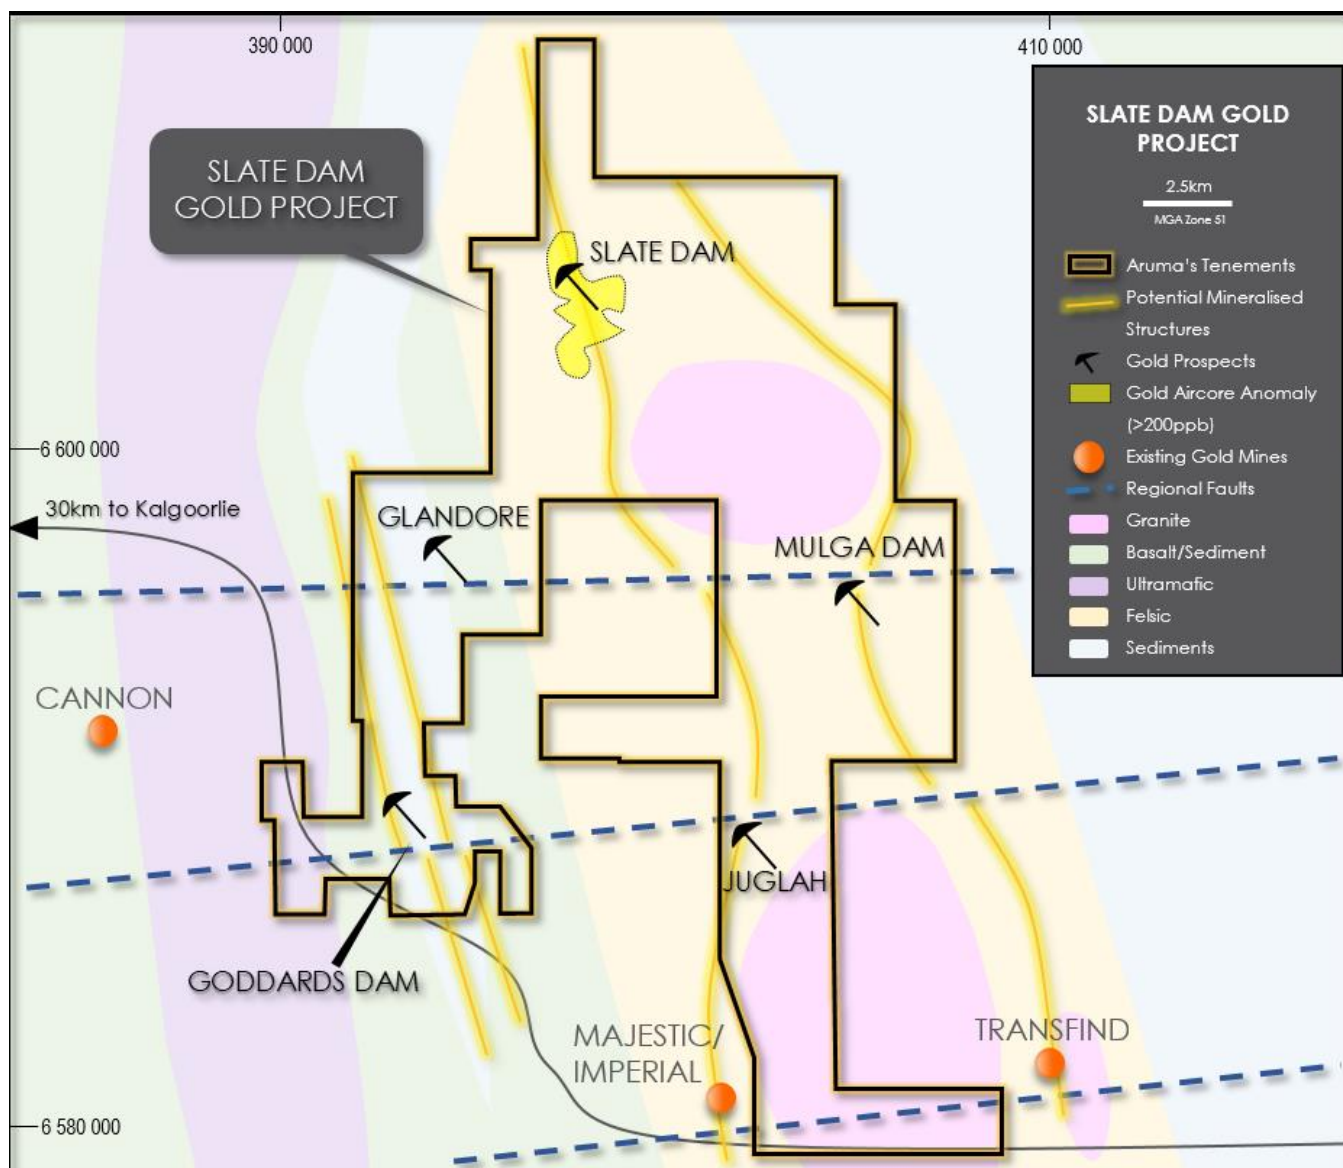 390 000
410 000
SLATE DAM GOLD
PROJECT
2.5km
MGA Zone 51
Aruma's Tenements
Potential Mineralised
Structures
Gold Prospects
Gold Aircore Anomaly
(>200ppb)
Existing Gold Mines
Regional Faults
Granite
Basalt/Sediment
Ultramafic
Felsic
Sediments
SLATE DAM
GOLD PROJECT
SLATE DAM
6 600 000
30km to Kalgoorlie
GLANDORE
MULGA DAM
CANNON
JUGLAH
GODDARDS DAM
MAJESTIC/
IMPERIAL
TRANSFIND
6 580 000